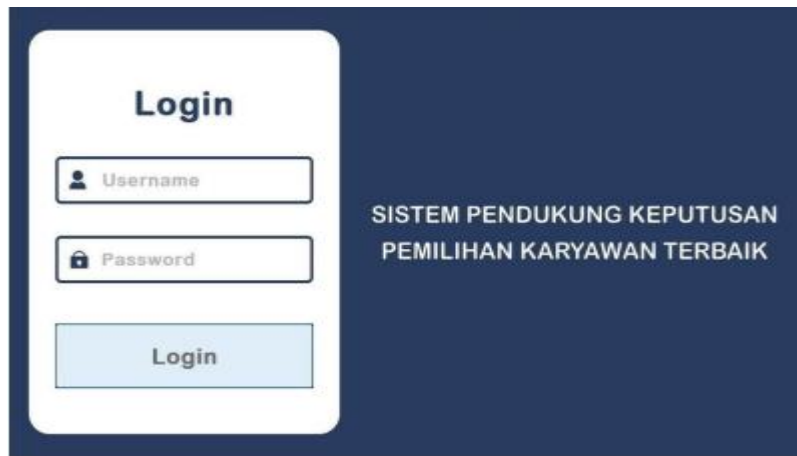 Login
Username
Password
Login
SISTEM PENDUKUNG KEPUTUSAN
PEMILIHAN KARYAWAN TERBAIK